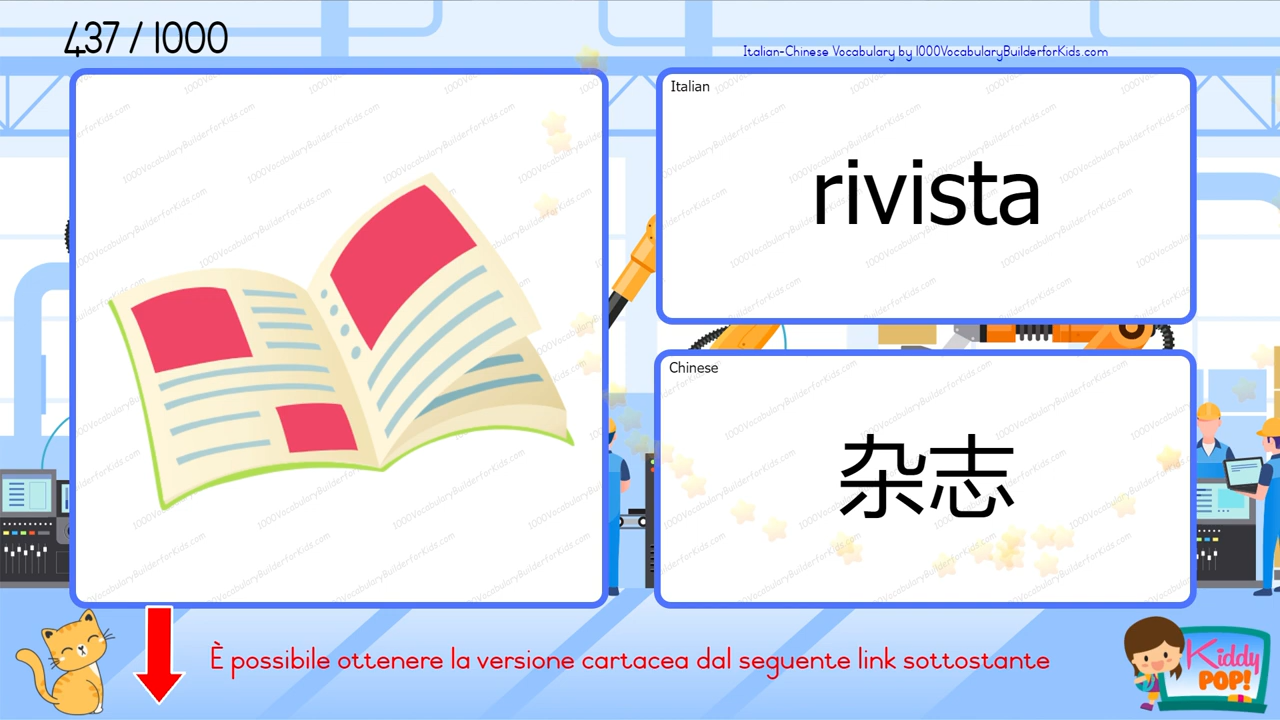 437 / 1000
Italian-Chinese Vocabulary by 1000VocabularyBuilderforKids.com
Italian
rivista
Chinese
杂志
È possibile ottenere la versione cartacea dal seguente link sottostante
Kiddy
POP!